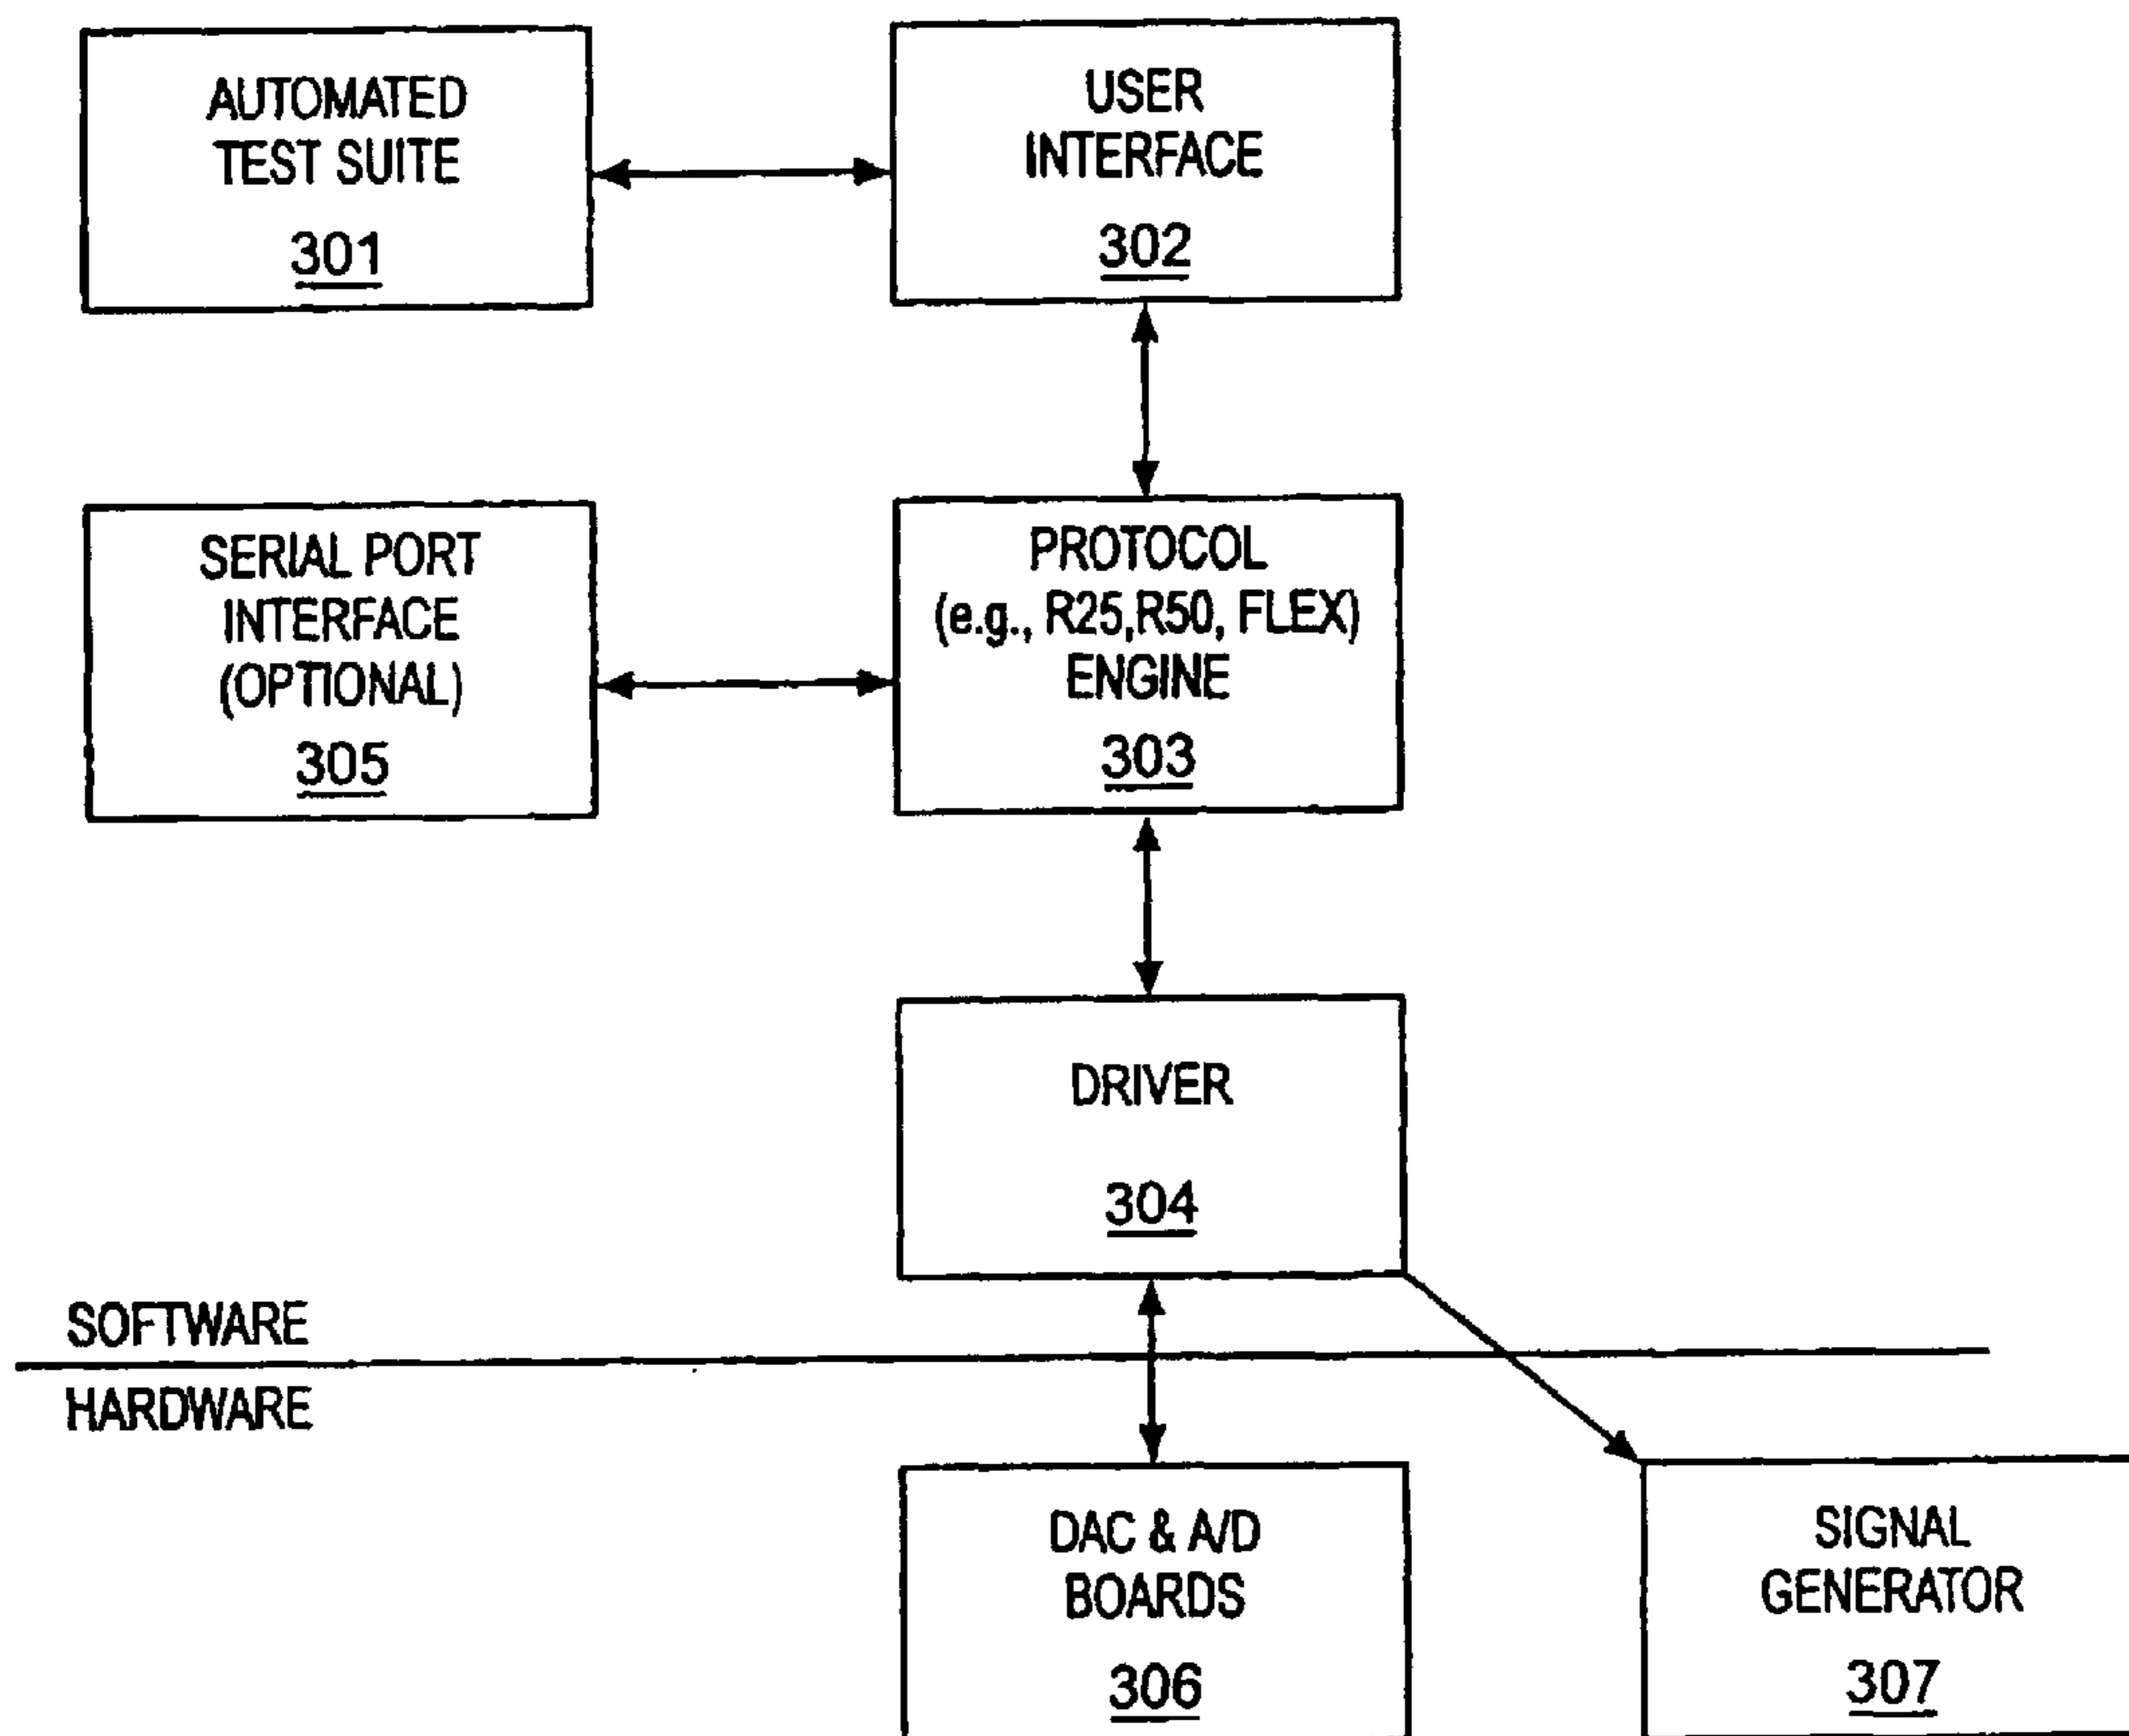 AUTOMATED
TEST SUITE
301
USER
INTERFACE
302
SERIAL PORT
INTERFACE
(OPTIONAL)
305
PROTOCOL
(e.g., R25,R50, FLEX)
ENGINE
303
DRIVER
304
SOFTWARE
HARDWARE
DAC & A/D
BOARDS
306
SIGNAL
GENERATOR
307